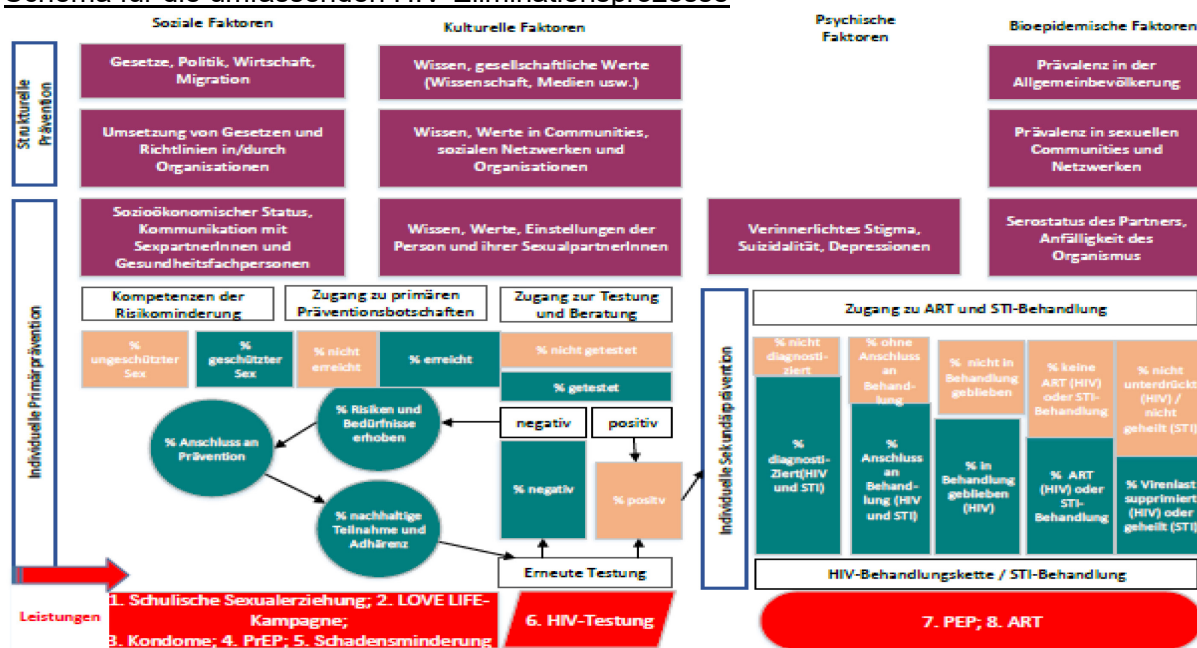 Schema für die umfassenden HIV-Eliminationsprozesse
Soziale Faktoren
Kulturelle Faktoren
Psychische
Faktoren
Bioepidemische Faktoren
Strukturelle
Prävention
Gesetze, Politik, Wirtschaft,
Migration
Wissen, gesellschaftliche Werte
(Wissenschaft, Medien usw.)
Prävalenz in der
Allgemeinbevölkerung
Umsetzung von Gesetzen und
Richtlinien in/durch
Organisationen
Wissen, Werte in Communities,
sozialen Netzwerken und
Organisationen
Prävalenz in sexuellen
Communities und
Netzwerken
Individuelle Primärprävention
Sozioökonomischer Status,
Kommunikation mit
SexpartnerInnen und
Gesundheitsfachpersonen
Wissen, Werte, Einstellungen der
Person und ihrer SexualpartnerInnen
Verinnerlichtes Stigma,
Suizidalität, Depressionen
Serostatus des Partners,
Anfälligkeit des
Organismus
Kompetenzen der
Risikominderung
Zugang zu primären
Präventionsbotschaften
Zugang zur Testung
und Beratung
%
ungeschützter
Sex
%
geschützter
Sex
% nicht
erreicht
% erreicht
% nicht getestet
% getestet
negativ
positiv
% Risiken und
Bedürfnisse
erhoben
% Anschluss an
Prävention
% nachhaltige
Teilnahme und
Adhärenz
% negativ
% positiv
Erneute Testung
Individuelle Sekundärprävention
Zugang zu ART und STI-Behandlung
% nicht
diagnosti-
ziert
% ohne
Anschluss
an
Behand-
lung
% nicht in
Behandlung
geblieben
% keine
ART (HIV)
oder STI-
Behandlung
% nicht
unterdrückt
(HIV) /
nicht
geheilt (STI)
%
diagnosti-
Ziert(HIV
und STI)
%
Anschluss
an
Behand-
lung (HIV
und STI)
% in
Behandlung
geblieben
(HIV)
% ART
(HIV) oder
STI-
Behandlung
% Virenlast
supprimiert
(HIV) oder
geheilt (STI)
HIV-Behandlungskette / STI-Behandlung
Leistungen
1. Schulische Sexualerziehung; 2. LOVE LIFE-
Kampagne;
3. Kondome; 4. PrEP; 5. Schadensminderung
6. HIV-Testung
7. PEP; 8. ART